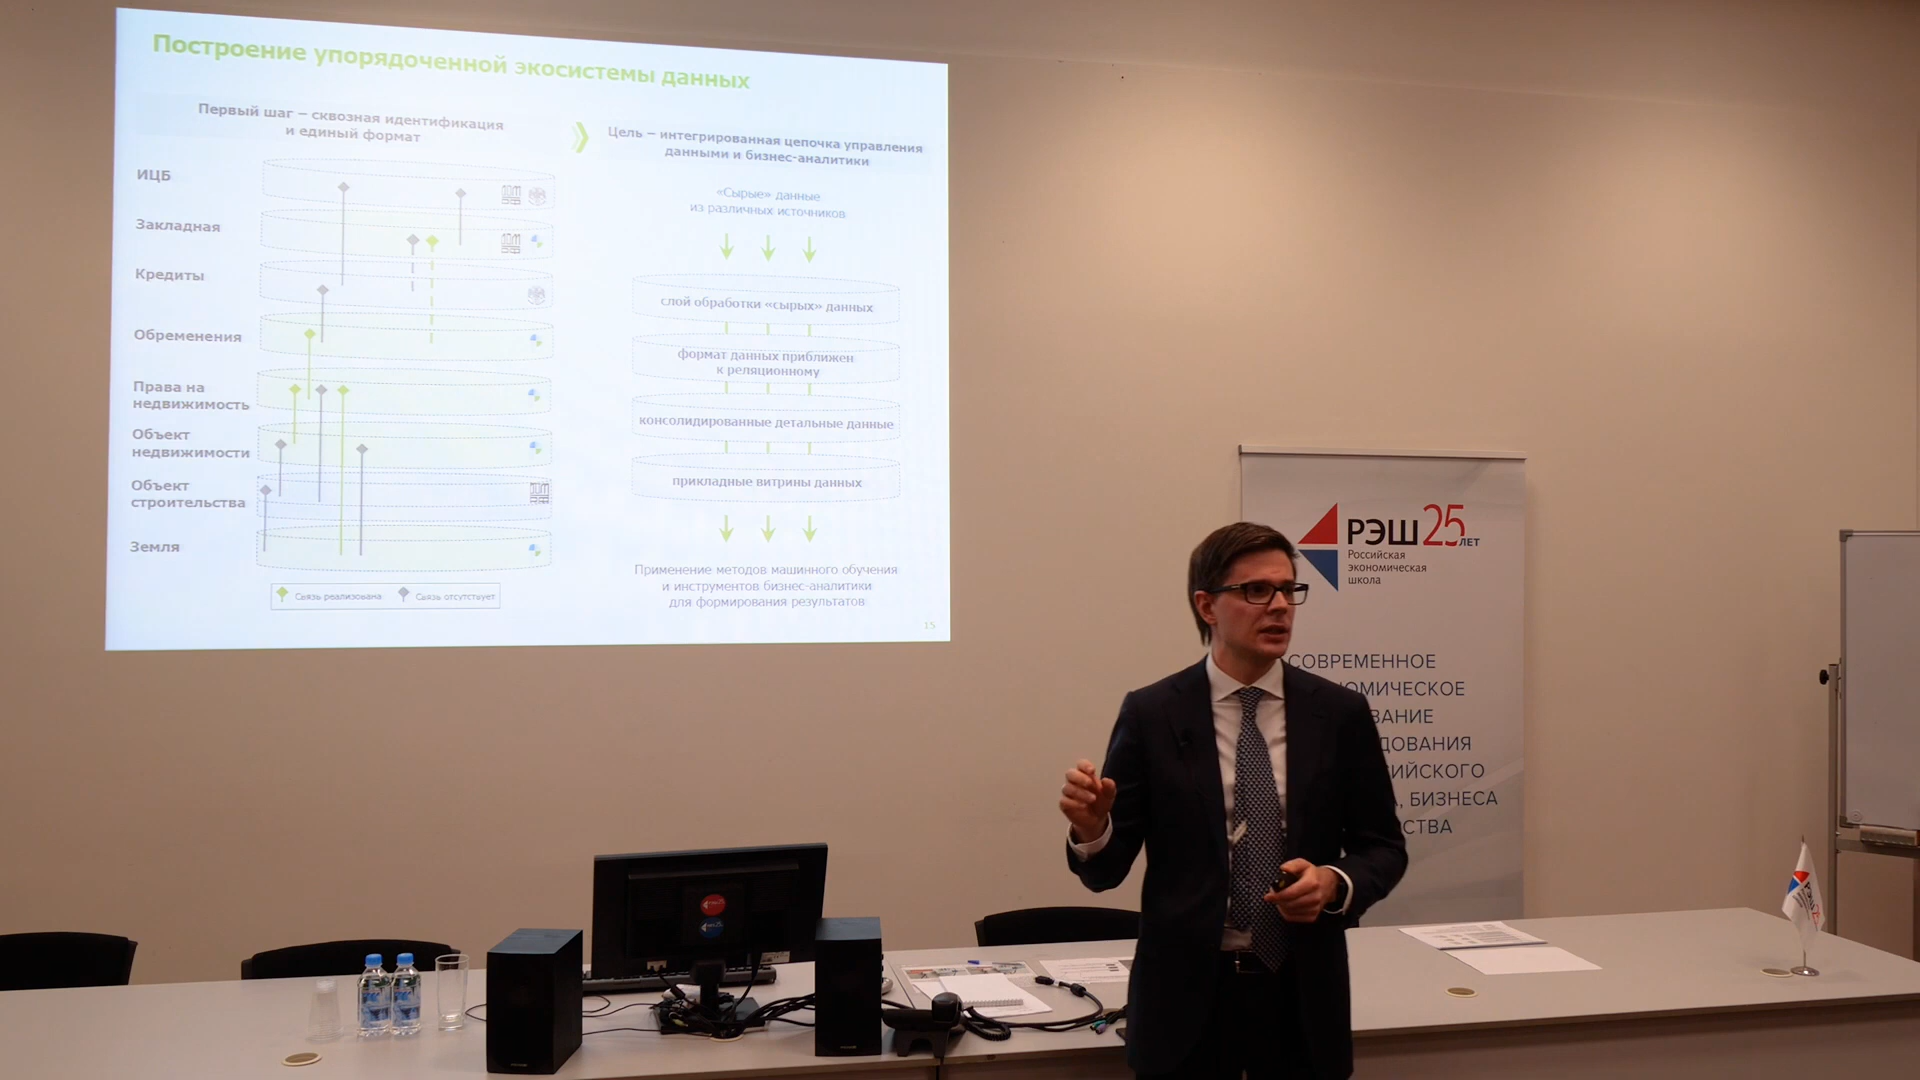 Построение упорядоченной экосистемы данных
Первый шаг – сквозная идентификация
и единый формат
ИЦБ
Закладная
Кредиты
Обременения
Права на
недвижимость
Объект
недвижимости
Объект
строительства
Земля
Связь реализована
Связь отсутствует
Цель – интегрированная цепочка управления
данными и бизнес-аналитики
«Сырые» данные
из различных источников
слой обработки «сырых» данных
формат данных приближен
к реляционному
консолидированные детальные данные
прикладные витрины данных
Применение методов машинного обучения
и инструментов бизнес-аналитики
для формирования результатов
15
РЭШ 25 ЛЕТ
Российская
экономическая
школа
СОВРЕМЕННОЕ
ОМИЧЕСКОЕ
ВАНИЕ
ДОВАНИЯ
ИЙСКОГО
А, БИЗНЕСА
СТВА
РЭШ